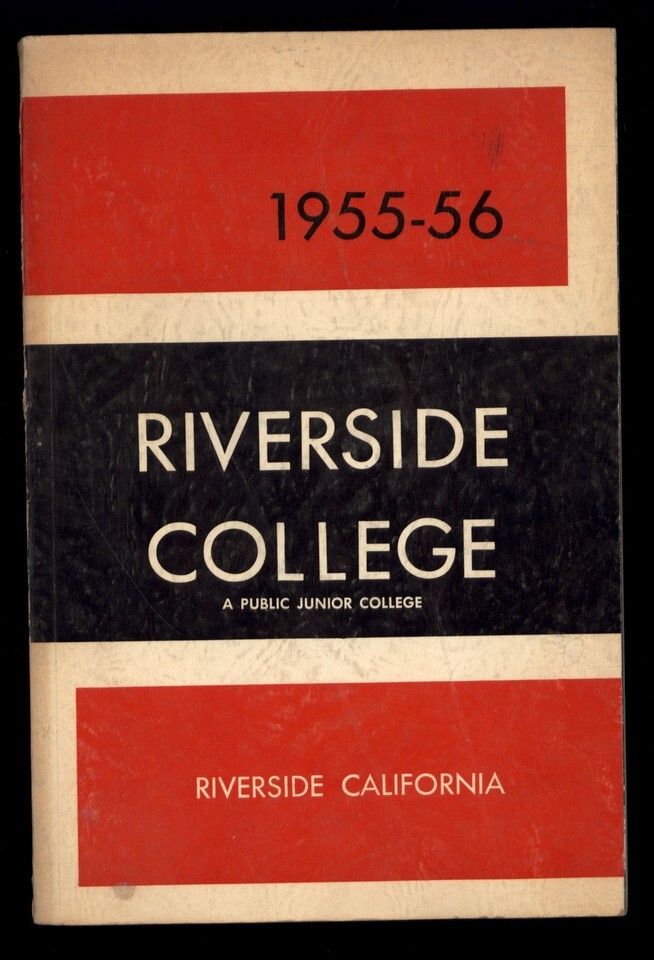 1955-56
RIVERSIDE
COLLEGE
A PUBLIC JUNIOR COLLEGE
RIVERSIDE CALIFORNIA